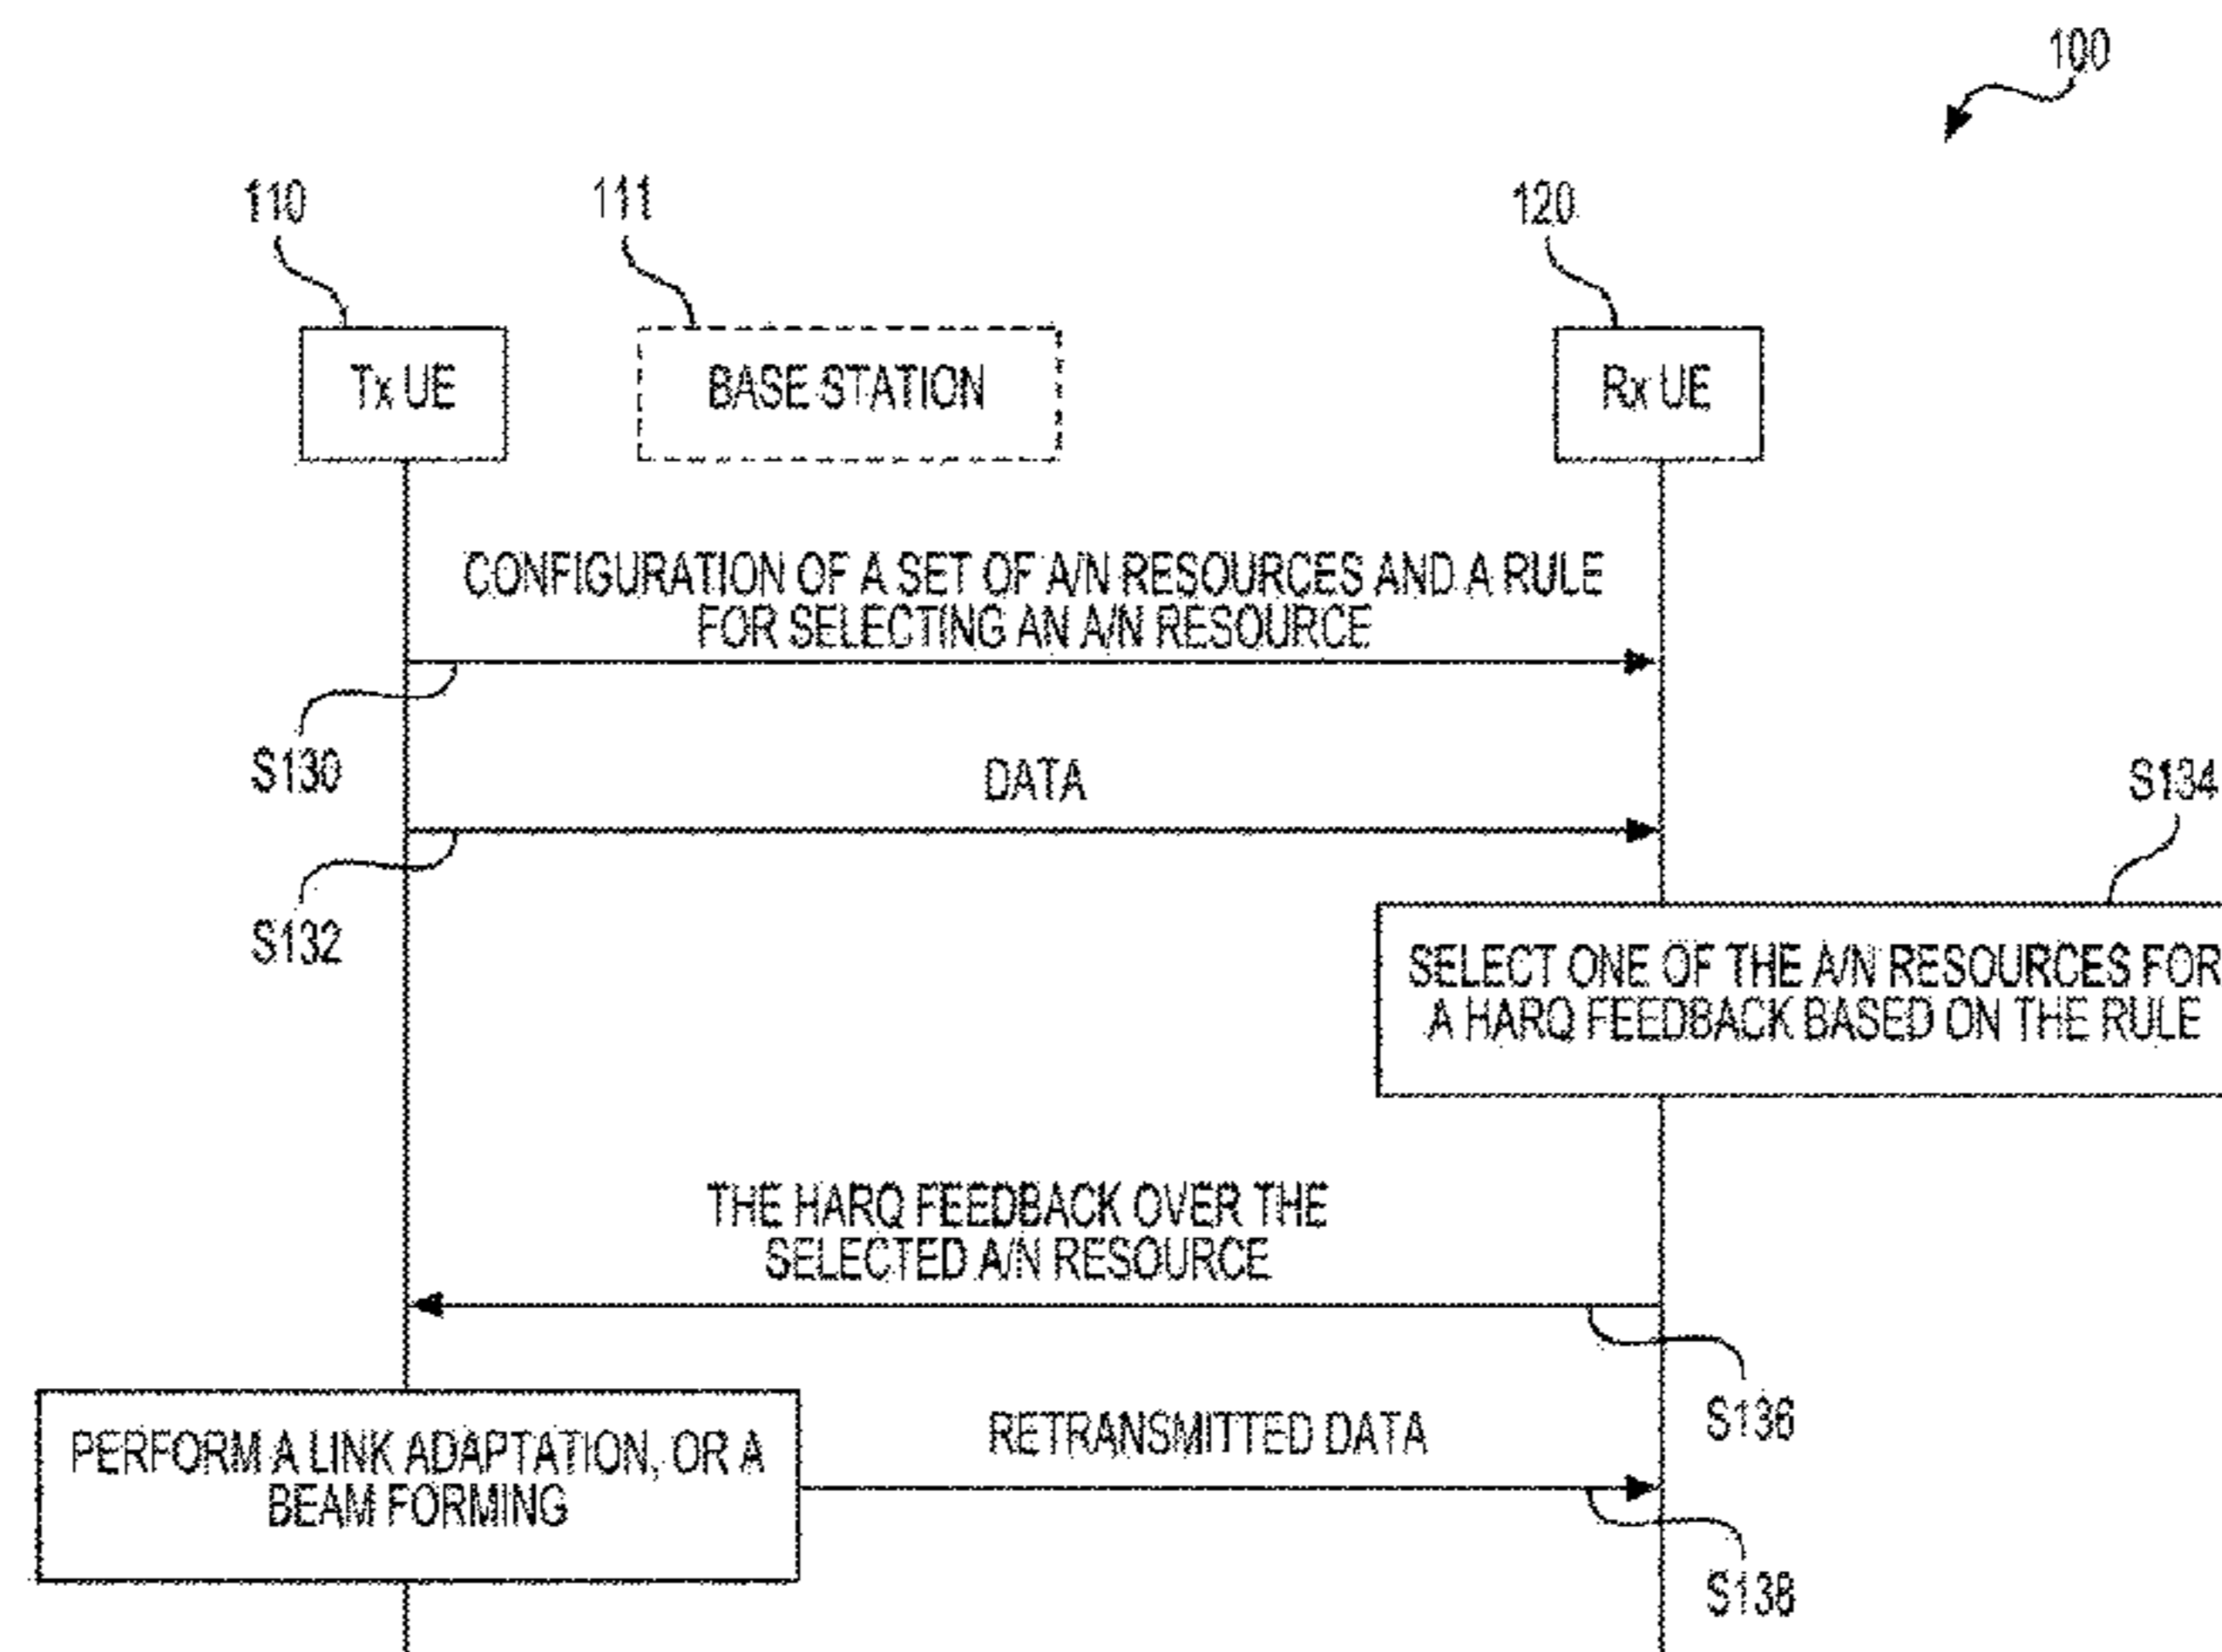 100
110
111
120
Tx UE
BASE STATION
Rx UE
CONFIGURATION OF A SET OF A/N RESOURCES AND A RULE
FOR SELECTING AN A/N RESOURCE
S130
DATA
S134
S132
SELECT ONE OF THE A/N RESOURCES FOR
A HARQ FEEDBACK BASED ON THE RULE
THE HARQ FEEDBACK OVER THE
SELECTED A/N RESOURCE
S136
PERFORM A LINK ADAPTATION, OR A
BEAM FORMING
RETRANSMITTED DATA
S138